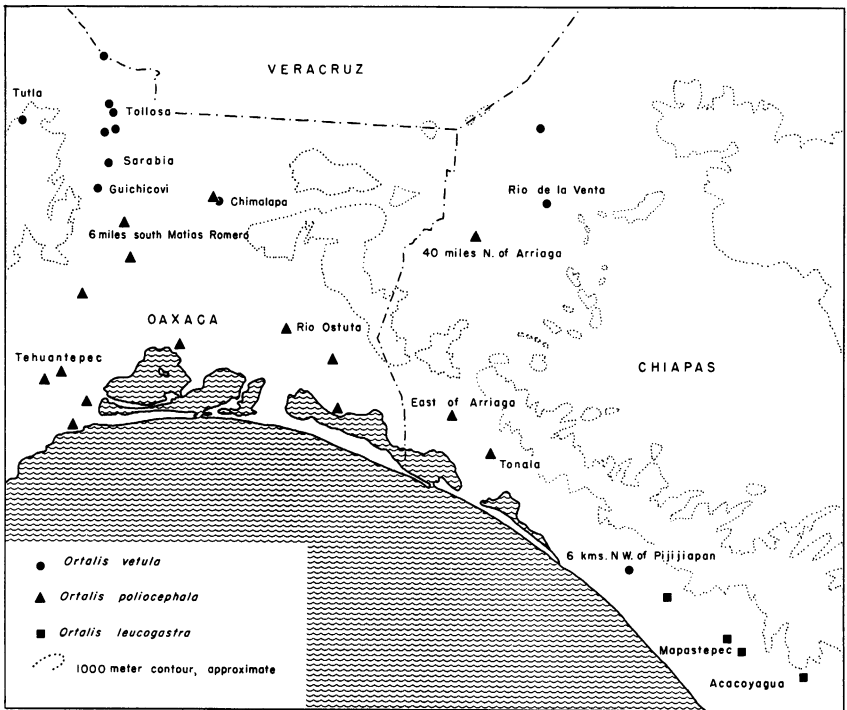 VERACRUZ
Tutla
Tollosa
Sarabia
Guichicovi
Chimalapa
Rio de la Venta
6 miles south Matias Romero
40 miles N. of Arriaga
OAXACA
Rio Ostuta
Tehuantepec
CHIAPAS
East of Arriaga
Tonala
6 kms. N.W. of Pijijiapan
Ortalis vetula
Ortalis poliocephala
Ortalis leucogastra
1000 meter contour, approximate
Mapastepec
Acacoyagua